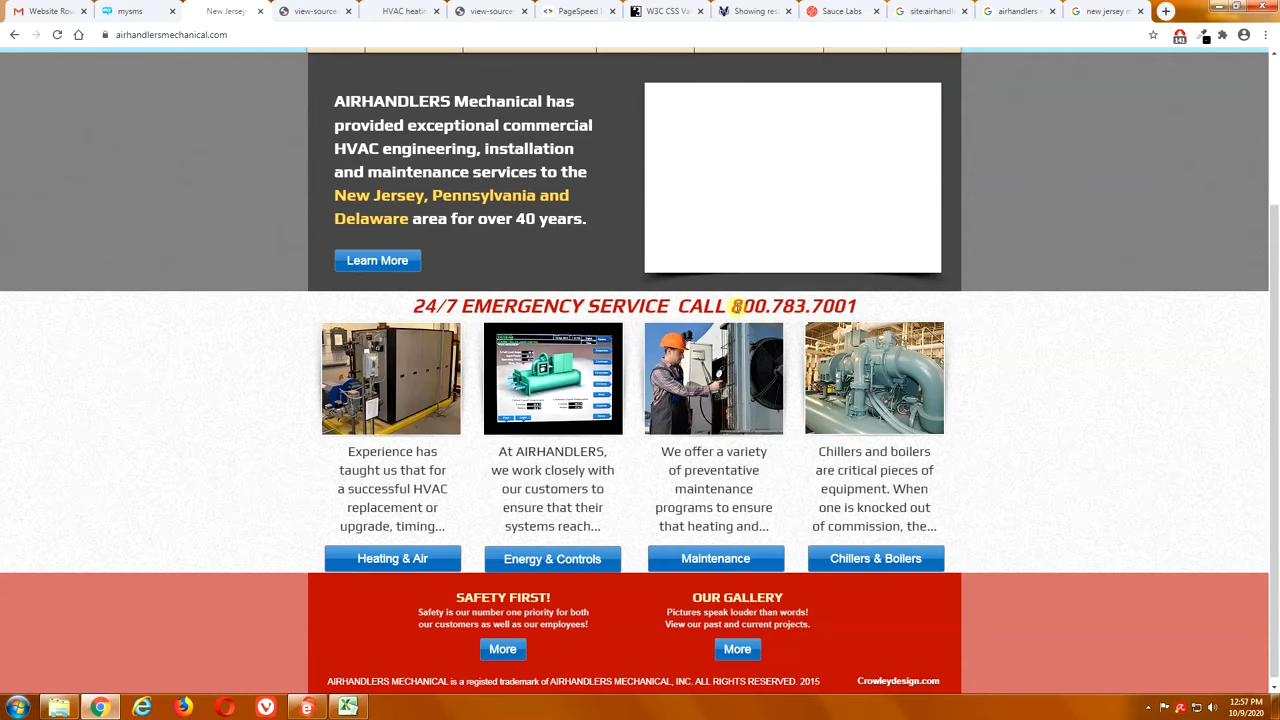 Website Rou
mysms
New Jersey
view-source
HVAC heatin
view-source
PageSpeed I
W3C CSS Val
Showing resu
Sauce Labs
site:airhandle
airhandlers m
new jersey m
airhandlersmechanical.com
141
AIRHANDLERS Mechanical has
provided exceptional commercial
HVAC engineering, installation
and maintenance services to the
New Jersey, Pennsylvania and
Delaware area for over 40 years.
Learn More
24/7 EMERGENCY SERVICE CALL 800.783.7001
Experience has
taught us that for
a successful HVAC
replacement or
upgrade, timing...
Heating & Air
At AIRHANDLERS,
we work closely with
our customers to
ensure that their
systems reach...
Energy & Controls
We offer a variety
of preventative
maintenance
programs to ensure
that heating and...
Maintenance
Chillers and boilers
are critical pieces of
equipment. When
one is knocked out
of commission, the...
Chillers & Boilers
SAFETY FIRST!
Safety is our number one priority for both
our customers as well as our employees!
More
OUR GALLERY
Pictures speak louder than words!
View our past and current projects.
More
AIRHANDLERS MECHANICAL is a registed trademark of AIRHANDLERS MECHANICAL, INC. ALL RIGHTS RESERVED. 2015
Crowleydesign.com
12:57 PM
10/9/2020